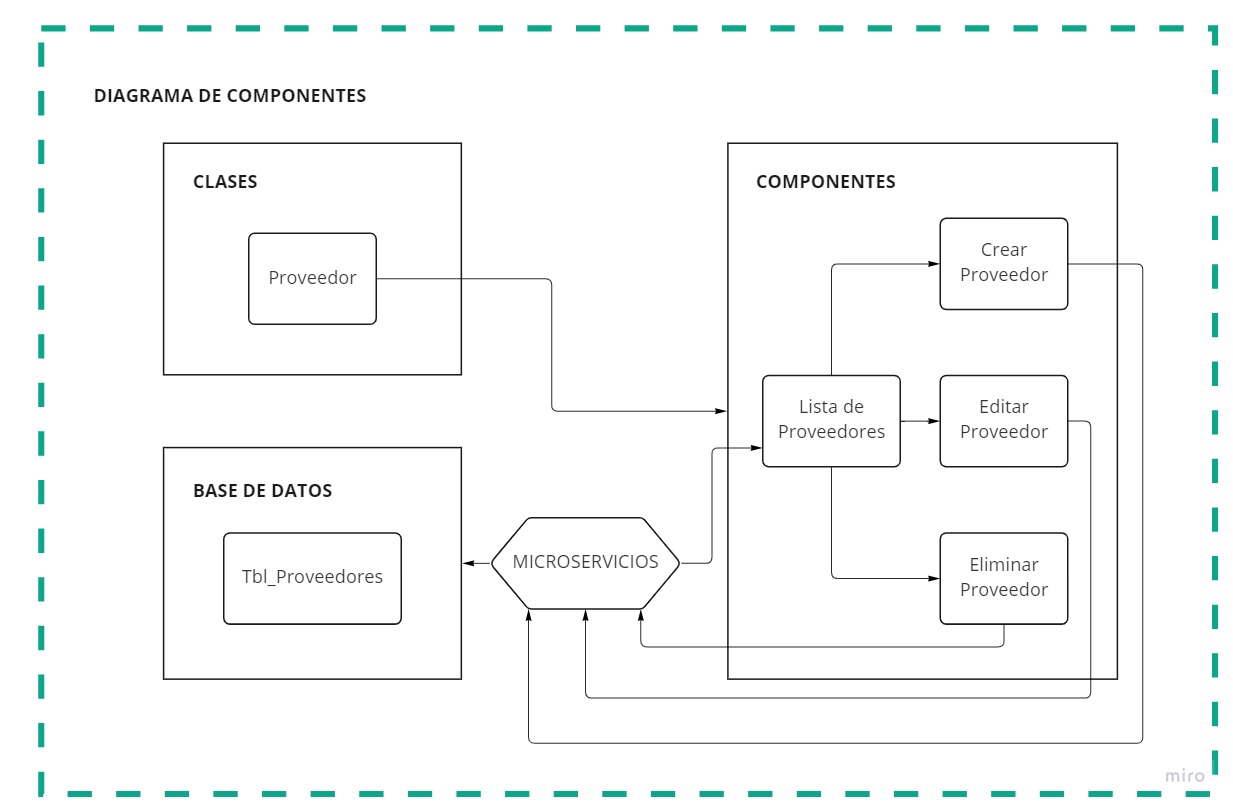 DIAGRAMA DE COMPONENTES
CLASES
Proveedor
COMPONENTES
Crear
Proveedor
Lista de
Proveedores
Editar
Proveedor
Eliminar
Proveedor
BASE DE DATOS
Tbl_Proveedores
MICROSERVICIOS
miro